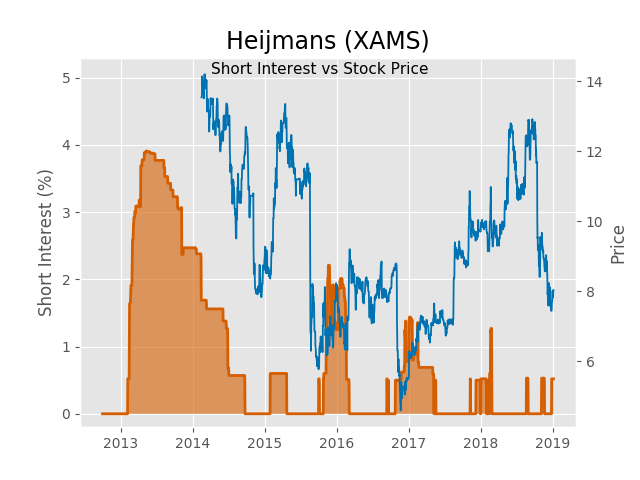 Heijmans (XAMS)
Short Interest vs Stock Price
Short Interest (%)
5
4
3
2
1
0
14
12
10
8
6
Price
2013 2014 2015 2016 2017 2018 2019